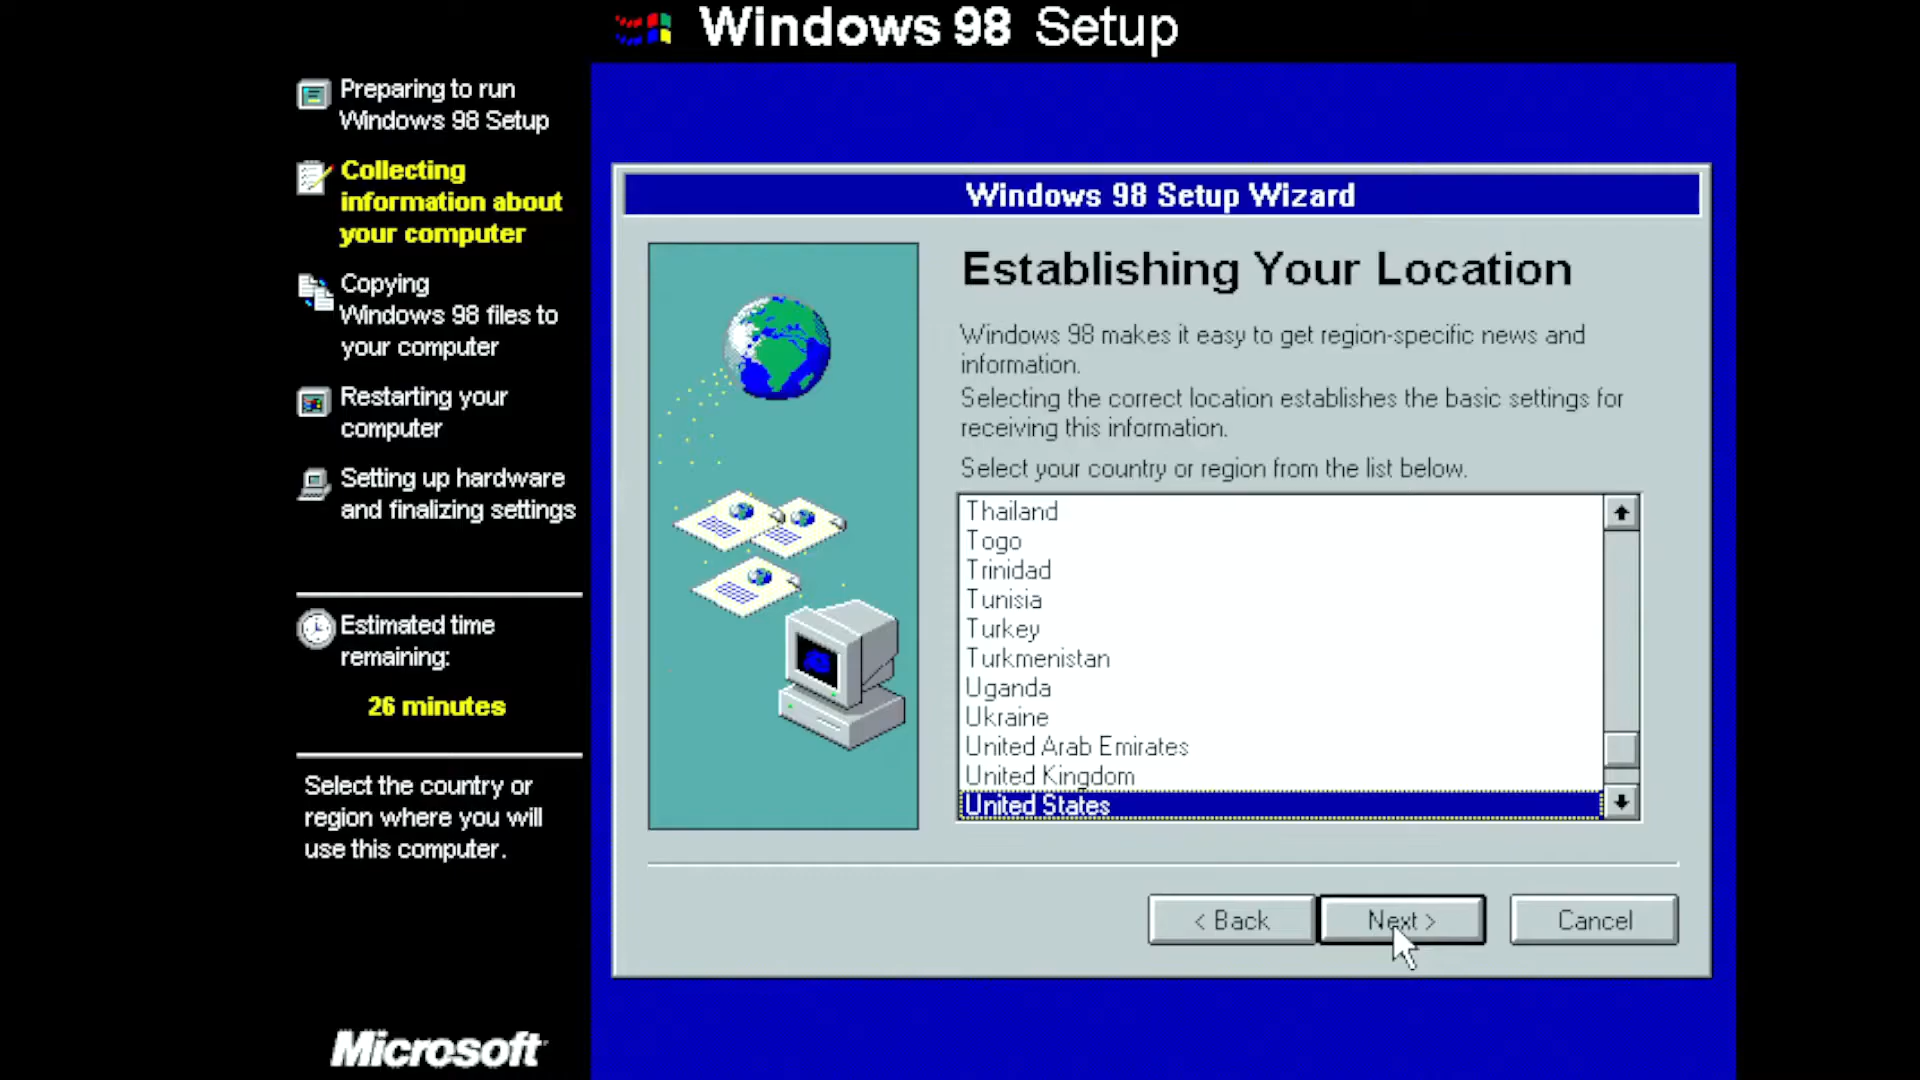 Windows 98 Setup
Preparing to run
Windows 98 Setup
Collecting
information about
your computer
Copying
Windows 98 files to
your computer
Restarting your
computer
Setting up hardware
and finalizing settings
Estimated time
remaining:
26 minutes
Select the country or
region where you will
use this computer.
Microsoft
Windows 98 Setup Wizard
Establishing Your Location
Windows 98 makes it easy to get region-specific news and
information.
Selecting the correct location establishes the basic settings for
receiving this information.
Select your country or region from the list below.
Thailand
Togo
Trinidad
Tunisia
Turkey
Turkmenistan
Uganda
Ukraine
United Arab Emirates
United Kingdom
United States
< Back
Next >
Cancel